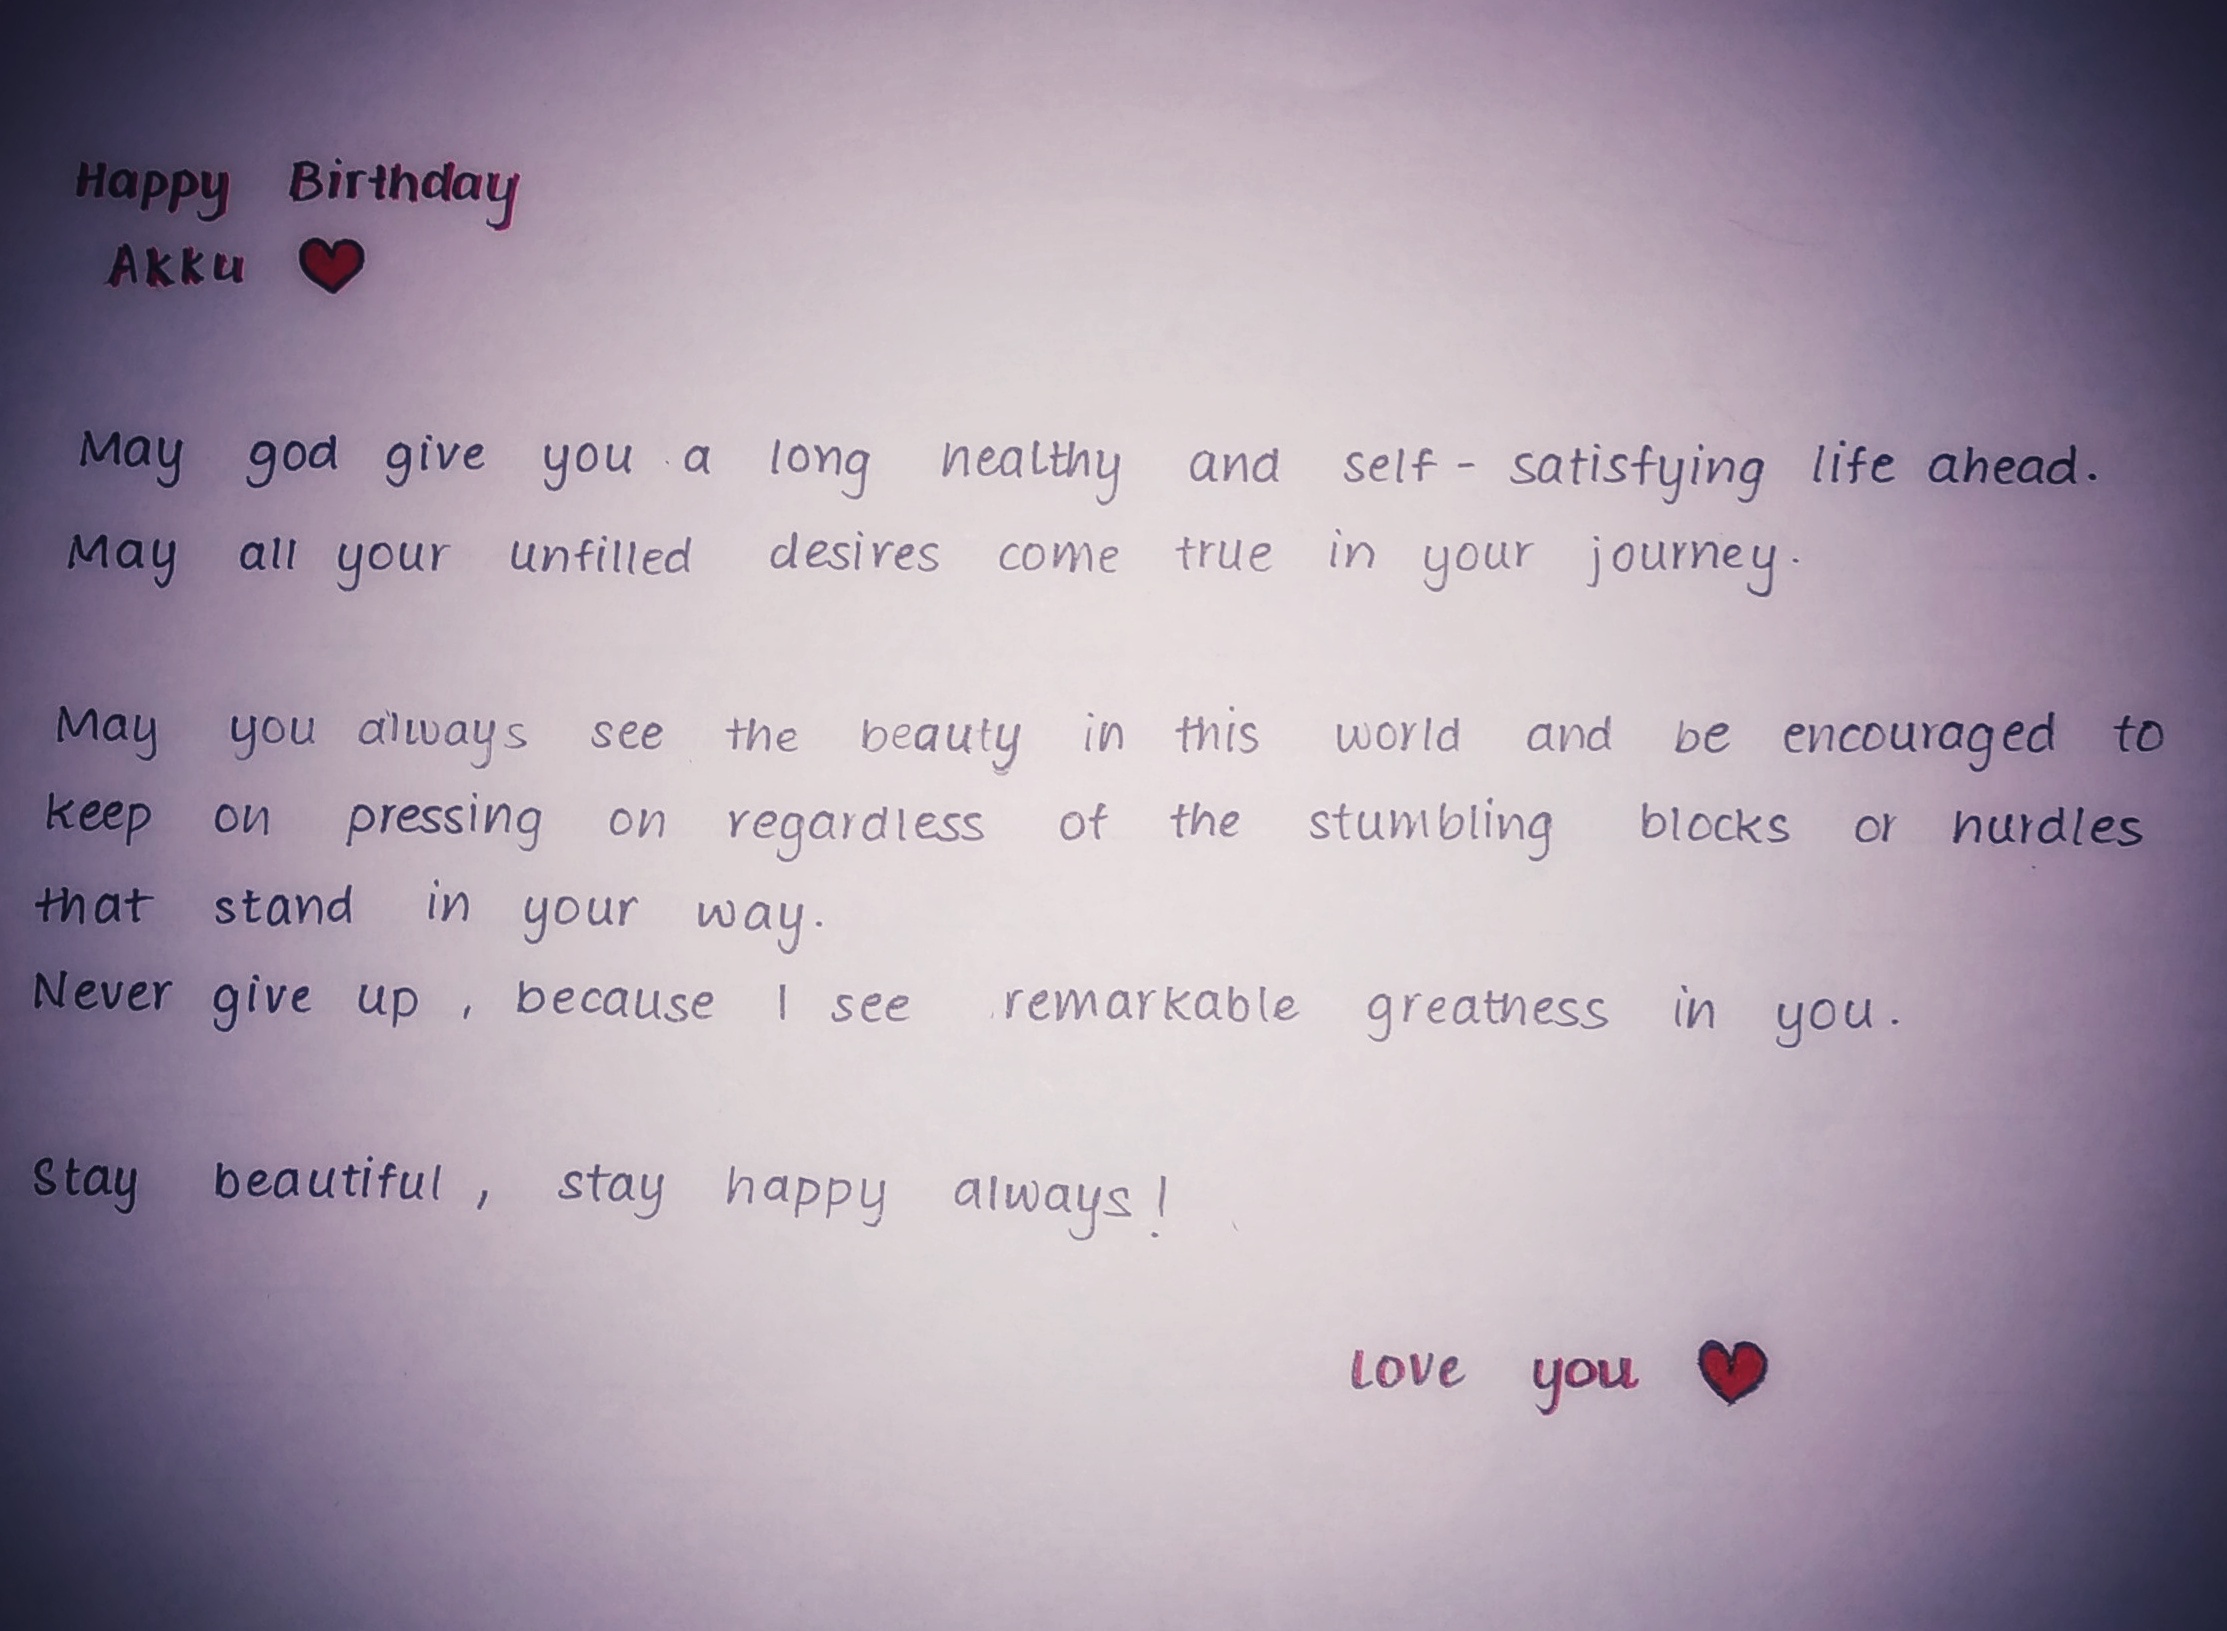 Happy Birthday
Akku ❤
May god give you a long healthy and self - satisfying life ahead.
May all your unfilled desires come true in your journey.
May you always see the beauty in this world and be encouraged to
keep on pressing on regardless of the stumbling blocks or hurdles
that stand in your way.
Never give up , because I see remarkable greatness in you.
Stay beautiful , stay happy always!
Love you ❤